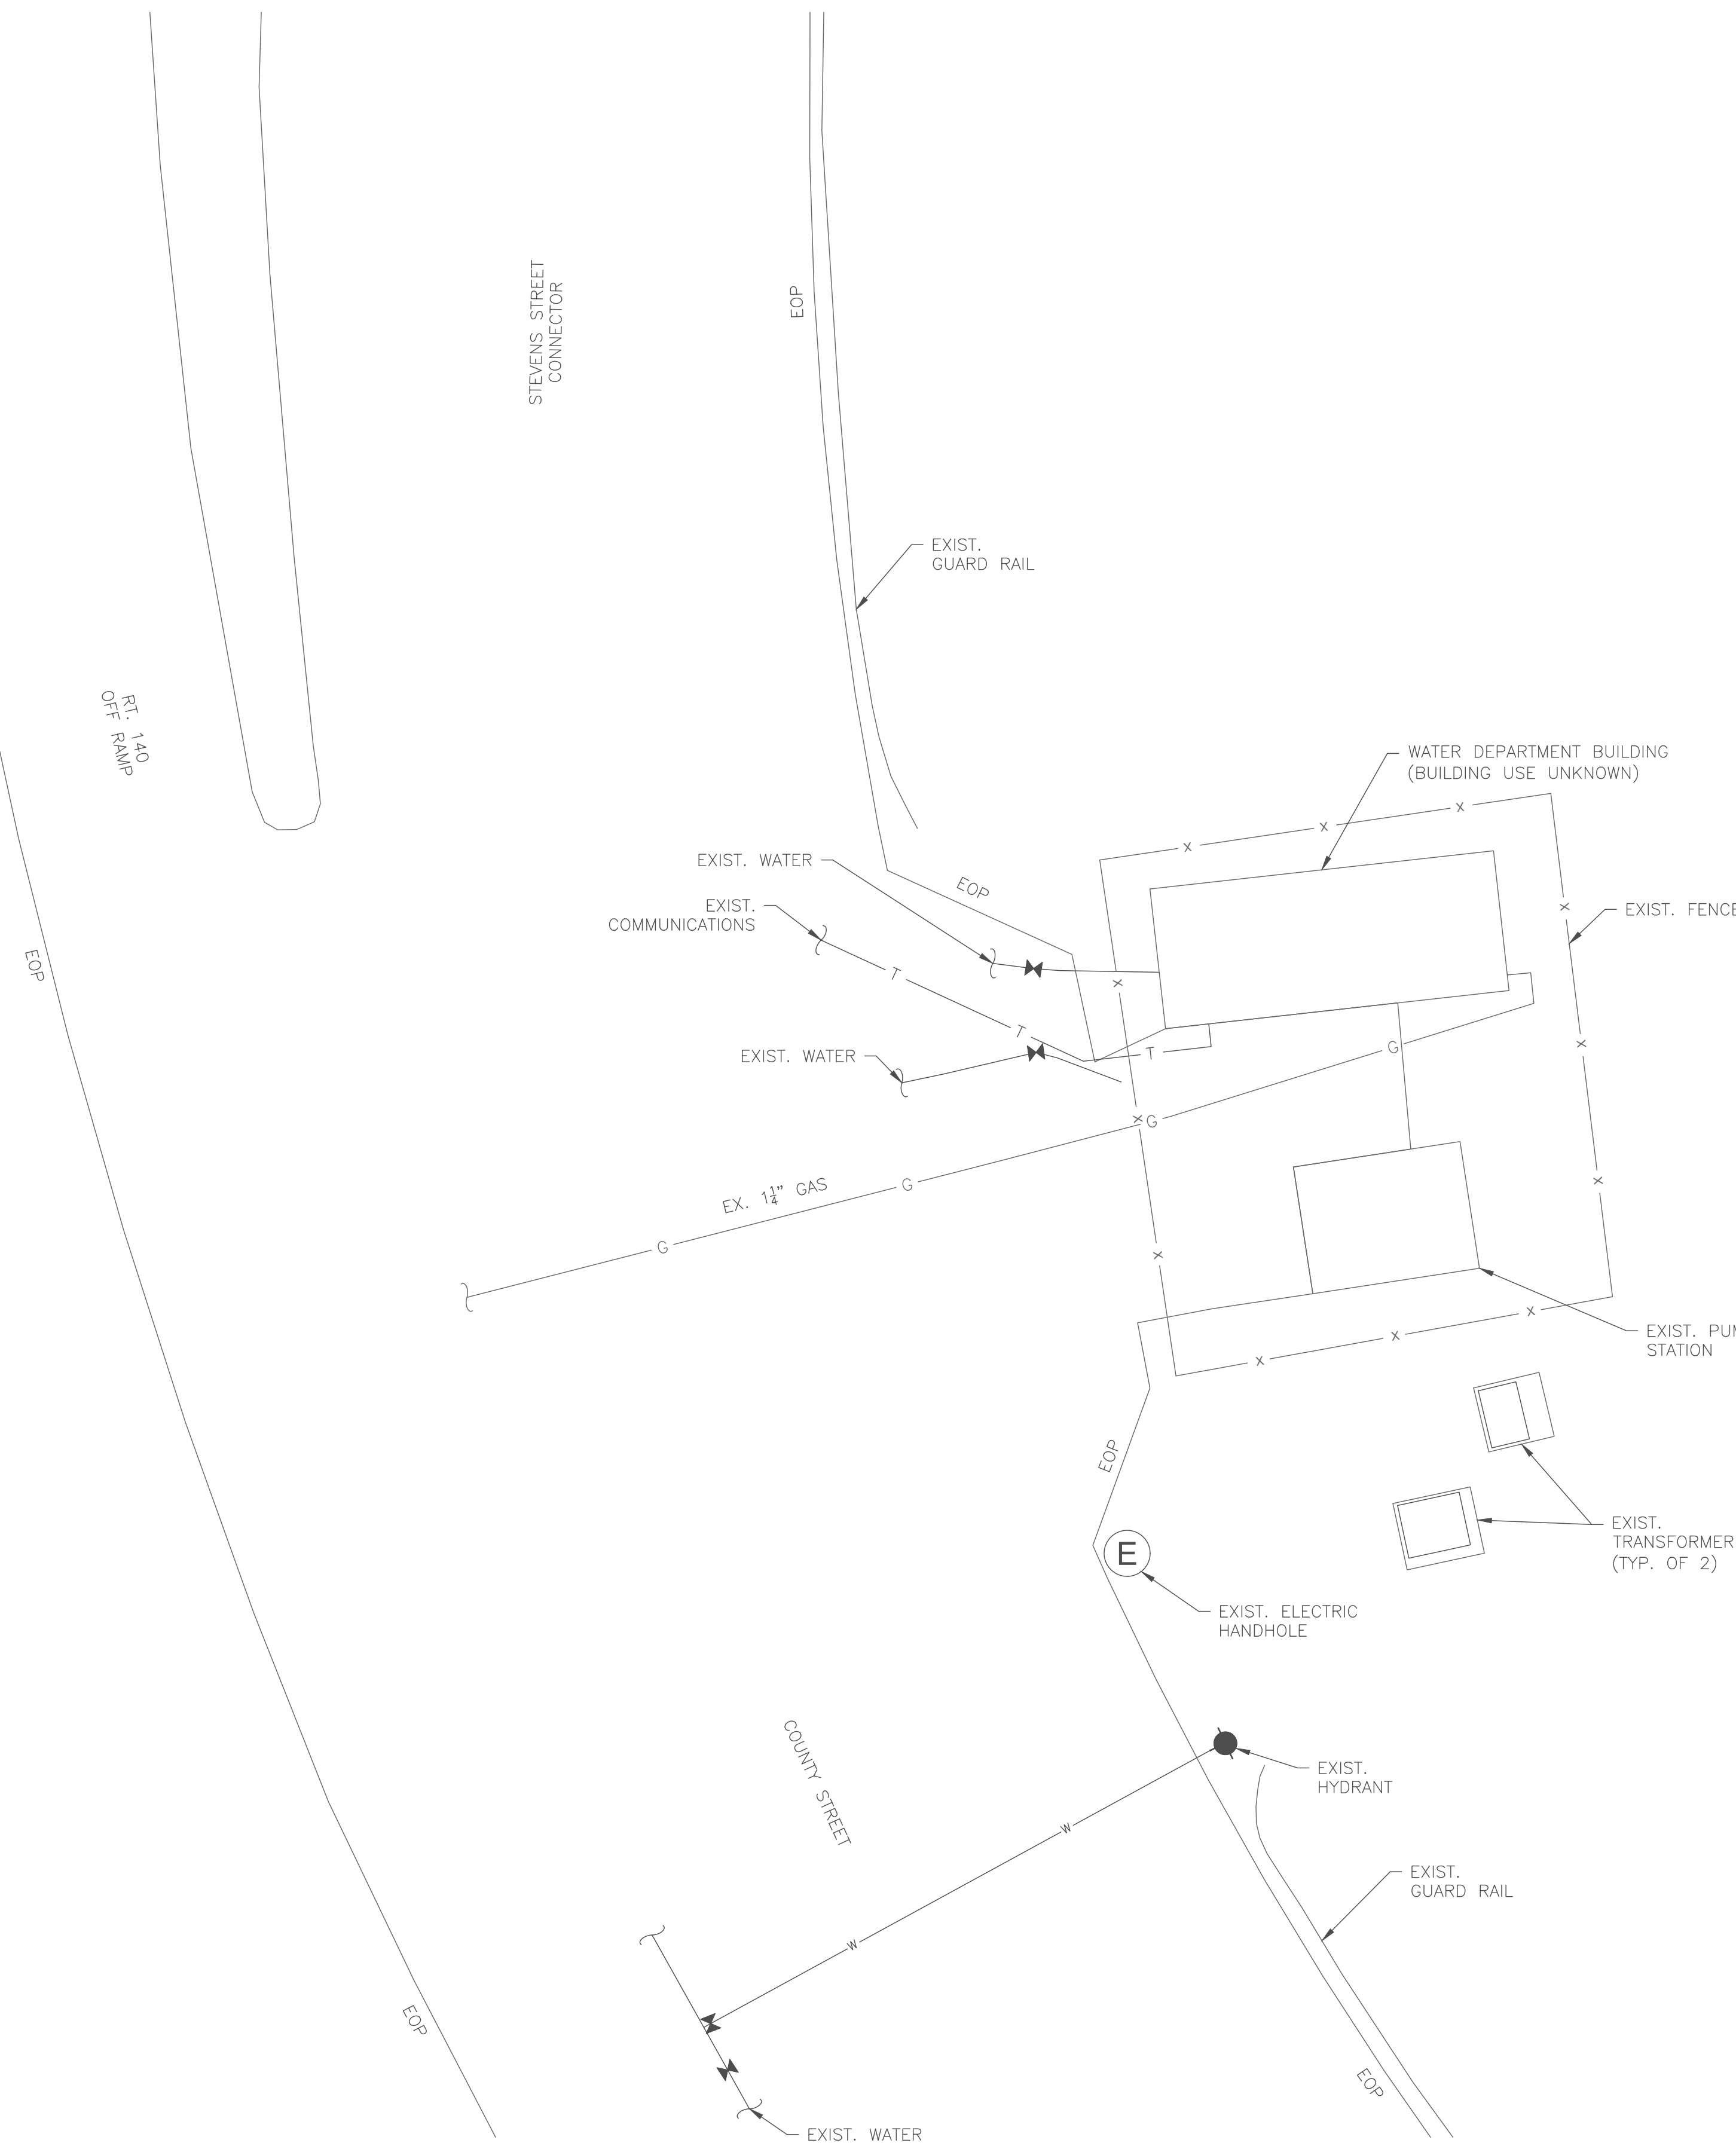 STEVENS STREET
CONNECTOR
EOP
EXIST.
GUARD RAIL
RT. 140
OFF RAMP
WATER DEPARTMENT BUILDING
(BUILDING USE UNKNOWN)
X
X
X
EXIST. WATER
EOP
EXIST.
COMMUNICATIONS
X
EXIST. FENCE
EOP
T
X
T
EXIST. WATER
T
G
X
X
G
EX. 1 1/4" GAS
G
X
G
X
X
X
X
EXIST. PUM
STATION
EOP
EXIST.
TRANSFORMER
(TYP. OF 2)
E
EXIST. ELECTRIC
HANDHOLE
COUNTY STREET
EXIST.
HYDRANT
W
EXIST.
GUARD RAIL
W
EOP
EOP
EXIST. WATER